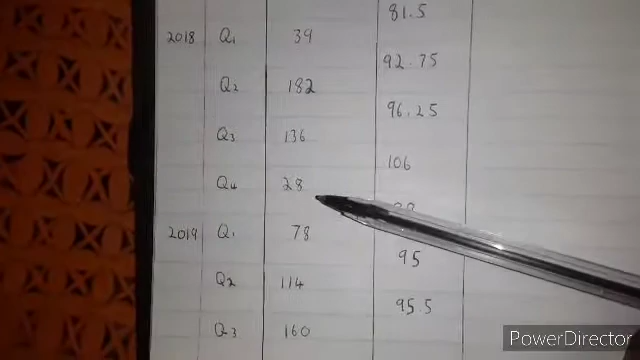 81.5
2018 Q1 39
92.75
Q2 182
96.25
Q3 136
106
Q4 28
2019 Q1 78
95
Q2 114
95.5
Q3 160
PowerDirector